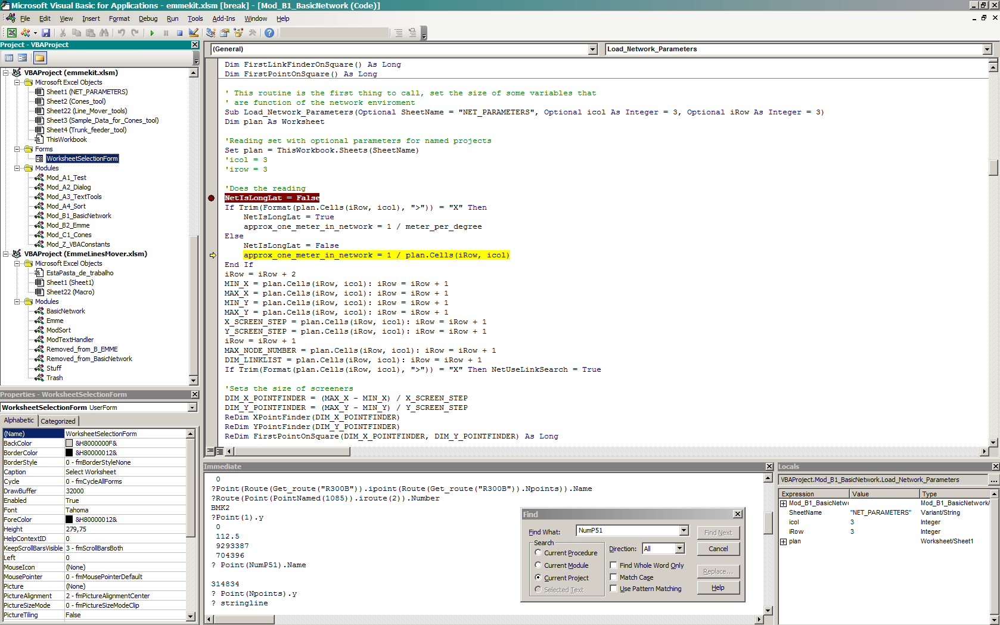 Microsoft Visual Basic for Applications - emmekit.xlsm [break] - [Mod_B1_BasicNetwork (Code)]
File Edit View Insert Format Debug Run Tools Add-Ins Window Help
Project - VBAProject
VBAProject (emmekit.xlsm)
Microsoft Excel Objects
Sheet1 (NET_PARAMETERS)
Sheet2 (Cones_tool)
Sheet22 (Line_Mover_tools)
Sheet3 (Sample_Data_for_Cones_tool)
Sheet4 (Trunk_feeder_tool)
ThisWorkbook
Forms
WorksheetSelectionForm
Modules
Mod_A1_Test
Mod_A2_Dialog
Mod_A3_TextTools
Mod_A4_Sort
Mod_B1_BasicNetwork
Mod_B2_Emme
Mod_C1_Cones
Mod_Z_VBAConstants
VBAProject (EmmeLinesMover.xlsm)
Microsoft Excel Objects
EstaPasta_de_trabalho
Sheet1 (Sheet1)
Sheet22 (Macro)
Modules
BasicNetwork
Emme
ModSort
ModTextHandler
Removed_from_B_EMME
Removed_from_BasicNetwork
Stuff
Trash
Properties - WorksheetSelectionForm
WorksheetSelectionForm UserForm
Alphabetic Categorized
(Name) WorksheetSelectionForm
BackColor &H8000000F&
BorderColor &H80000012&
BorderStyle 0 - fmBorderStyleNone
Caption Select Worksheet
Cycle 0 - fmCycleAllForms
DrawBuffer 32000
Enabled True
Font Tahoma
ForeColor &H80000012&
Height 279,75
HelpContextID 0
KeepScrollBarsVisible 3 - fmScrollBarsBoth
Left 0
MouseIcon (None)
MousePointer 0 - fmMousePointerDefault
Picture (None)
PictureAlignment 2 - fmPictureAlignmentCenter
PictureSizeMode 0 - fmPictureSizeModeClip
PictureTiling False
(General) Load_Network_Parameters
Dim FirstLinkFinderOnSquare() As Long
Dim FirstPointOnSquare() As Long
' This routine is the first thing to call, set the size of some variables that
' are function of the network enviroment
Sub Load_Network_Parameters(Optional SheetName = "NET_PARAMETERS", Optional icol As Integer = 3, Optional iRow As Integer = 3)
Dim plan As Worksheet
'Reading set with optional parameters for named projects
Set plan = ThisWorkbook.Sheets(SheetName)
'icol = 3
'irow = 3
'Does the reading
NetIsLongLat = False
If Trim(Format(plan.Cells(iRow, icol), ">")) = "X" Then
NetIsLongLat = True
approx_one_meter_in_network = 1 / meter_per_degree
Else
NetIsLongLat = False
approx_one_meter_in_network = 1 / plan.Cells(iRow, icol)
End If
iRow = iRow + 2
MIN_X = plan.Cells(iRow, icol): iRow = iRow + 1
MAX_X = plan.Cells(iRow, icol): iRow = iRow + 1
MIN_Y = plan.Cells(iRow, icol): iRow = iRow + 1
MAX_Y = plan.Cells(iRow, icol): iRow = iRow + 1
X_SCREEN_STEP = plan.Cells(iRow, icol): iRow = iRow + 1
Y_SCREEN_STEP = plan.Cells(iRow, icol): iRow = iRow + 1
iRow = iRow + 1
MAX_NODE_NUMBER = plan.Cells(iRow, icol): iRow = iRow + 1
DIM_LINKLIST = plan.Cells(iRow, icol): iRow = iRow + 1
If Trim(Format(plan.Cells(iRow, icol), ">")) = "X" Then NetUseLinkSearch = True
'Sets the size of screeners
DIM_X_POINTFINDER = (MAX_X - MIN_X) / X_SCREEN_STEP
DIM_Y_POINTFINDER = (MAX_Y - MIN_Y) / Y_SCREEN_STEP
ReDim XPointFinder(DIM_X_POINTFINDER)
ReDim YPointFinder(DIM_Y_POINTFINDER)
ReDim FirstPointOnSquare(DIM_X_POINTFINDER, DIM_Y_POINTFINDER) As Long
Immediate
0
?Point(Route(Get_route("R300B")).ipoint(Route(Get_route("R300B")).Npoints)).Name
?Route(Point(PointNamed(1085)).iroute(2)).Number
BMK2
?Point(1).y
0
112.5
9293387
704396
? Point(NumP51).Name
314834
? Point(Npoints).y
? stringline
Find
Find What: NumP51 Find Next
Search
Current Procedure
Current Module
Current Project
Selected Text
Direction: All Cancel
Find Whole Word Only
Match Case Replace...
Use Pattern Matching Help
Locals
VBAProject.Mod_B1_BasicNetwork.Load_Network_Parameters ...
Expression Value Type
Mod_B1_BasicNetw Mod_B1_BasicNetwork/
SheetName "NET_PARAMETERS" Variant/String
icol 3 Integer
iRow 3 Integer
plan Worksheet/Sheet1